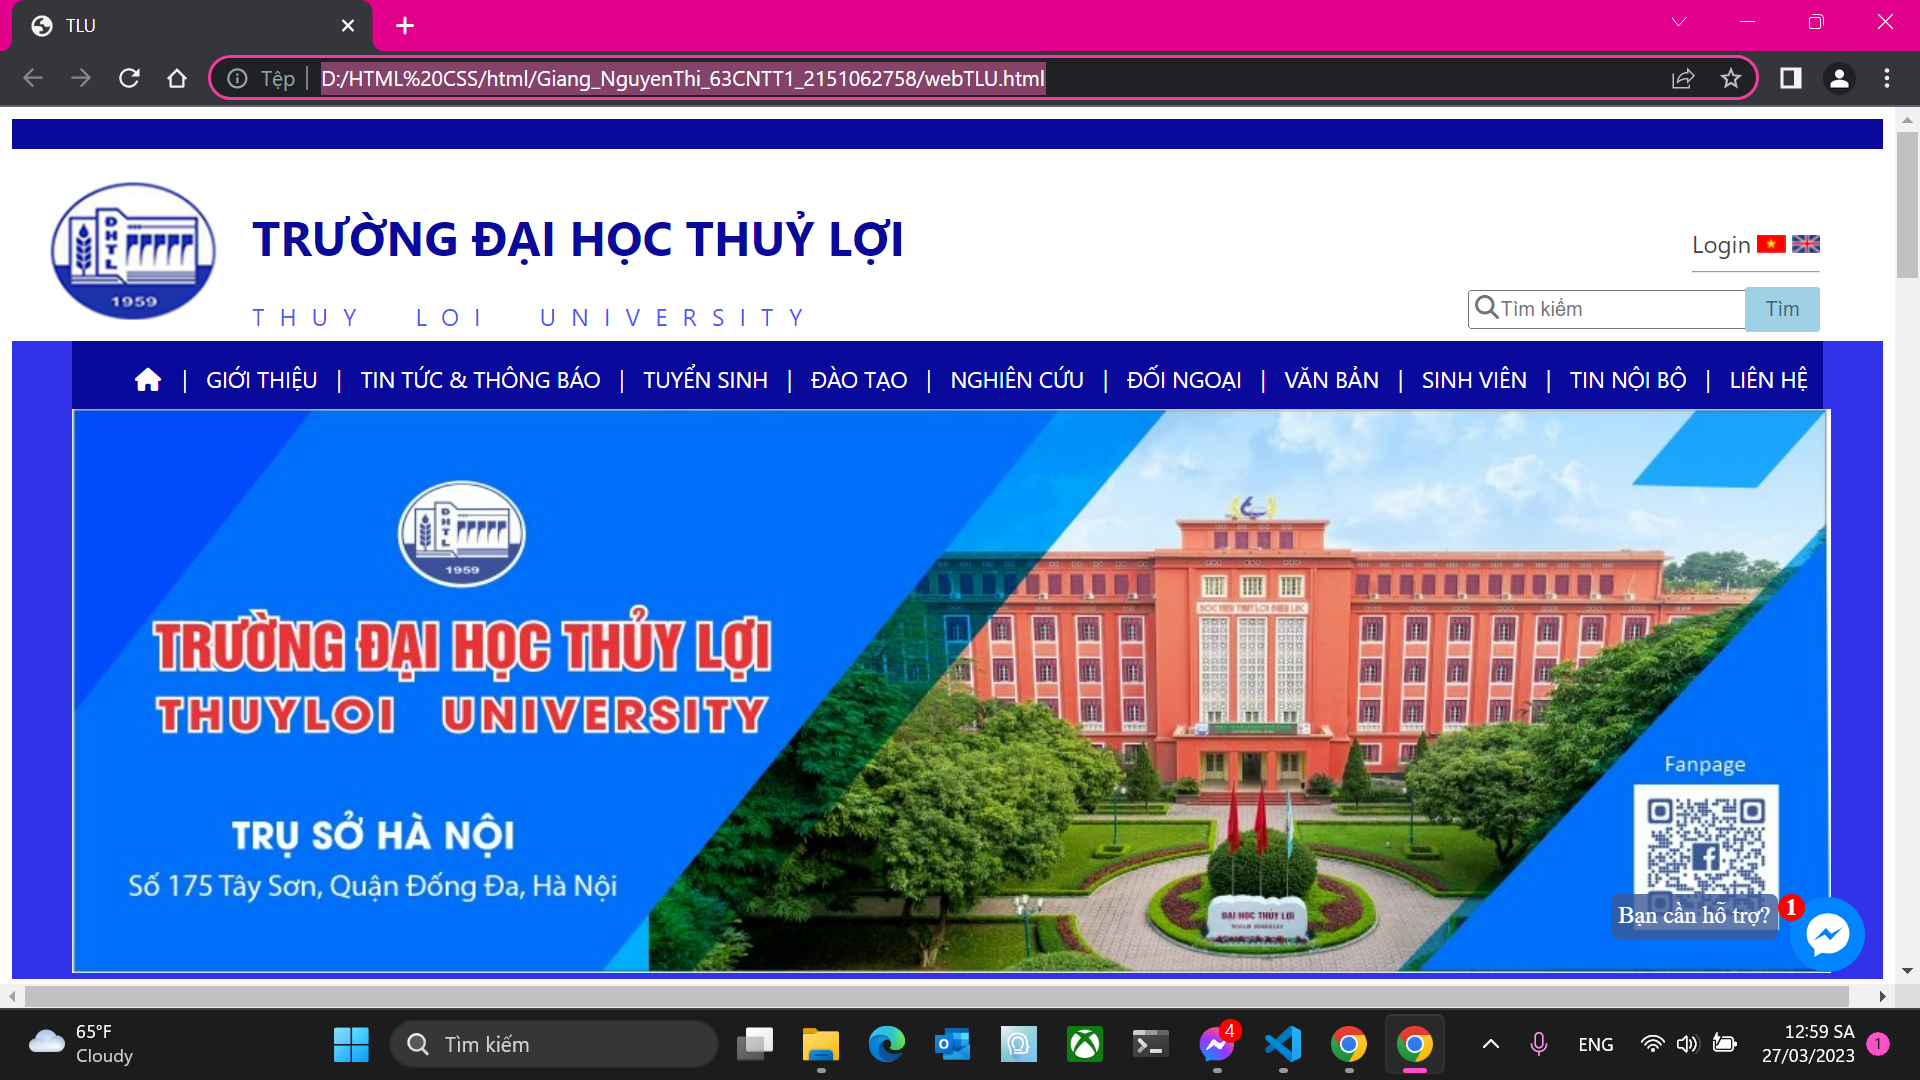 TLU
Tệp D:/HTML%20CSS/html/Giang_NguyenThi_63CNTT1_2151062758/webTLU.html
ĐHTL
1959
TRƯỜNG ĐẠI HỌC THUỶ LỢI
THUY LOI UNIVERSITY
Login
Tìm kiếm
Tìm
| GIỚI THIỆU | TIN TỨC & THÔNG BÁO | TUYỂN SINH | ĐÀO TẠO | NGHIÊN CỨU | ĐỐI NGOẠI | VĂN BẢN | SINH VIÊN | TIN NỘI BỘ | LIÊN HỆ
ĐHTL
1959
TRƯỜNG ĐẠI HỌC THỦY LỢI
THUYLOI UNIVERSITY
TRỤ SỞ HÀ NỘI
Số 175 Tây Sơn, Quận Đống Đa, Hà Nội
ĐẠI HỌC THỦY LỢI
Fanpage
Bạn cần hỗ trợ?
1
65°F
Cloudy
Tìm kiếm
4
ENG
12:59 SA
27/03/2023
1